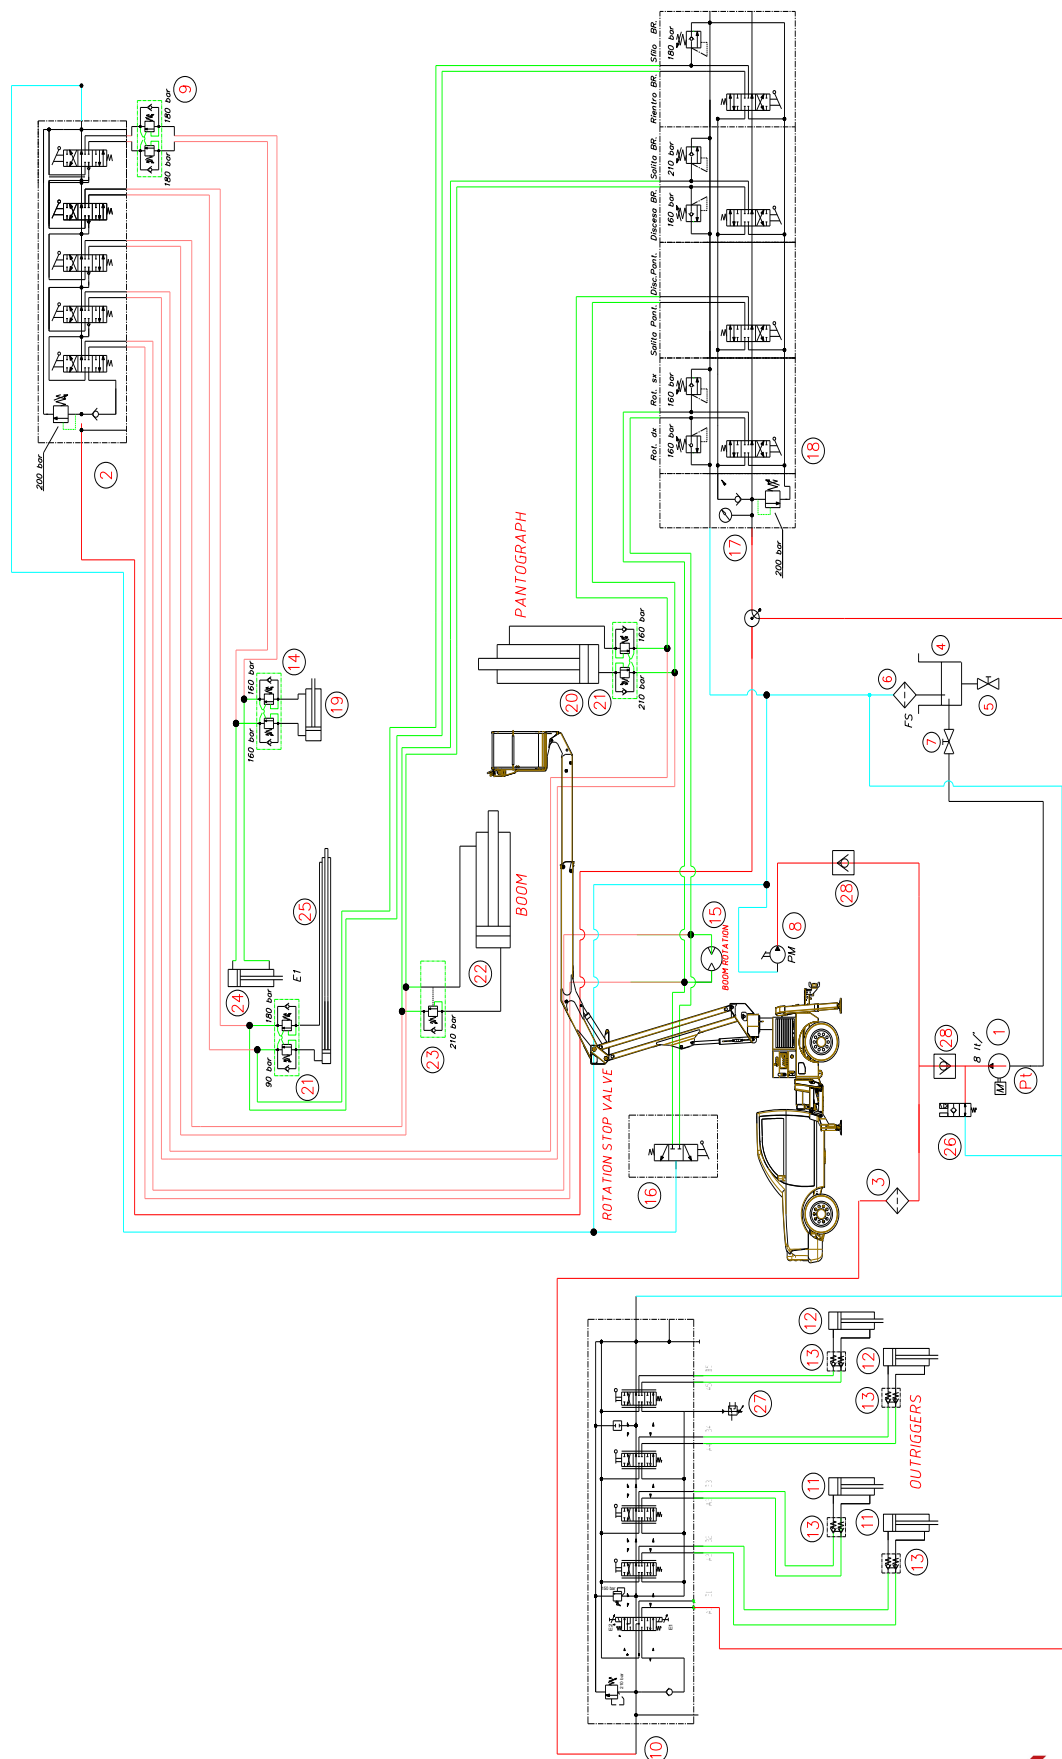 9
180 bar
180 bar
200 bar
2
Sfilo BR.
180 bar
Rientro BR.
Salita BR.
210 bar
Discesa BR.
160 bar
Disc.Pant.
Salita Pant.
Rot. sx
160 bar
Rot. dx
160 bar
18
17
200 bar
PANTOGRAPH
160 bar
14
19
160 bar
160 bar
20
21
210 bar
4
6
5
FS
7
BOOM
22
23
210 bar
25
E1
24
180 bar
21
90 bar
15
BOOM ROTATION
8
PM
28
28
1
Pt
M
26
3
ROTATION STOP VALVE
16
12
13
12
13
27
OUTRIGGERS
11
13
11
13
10